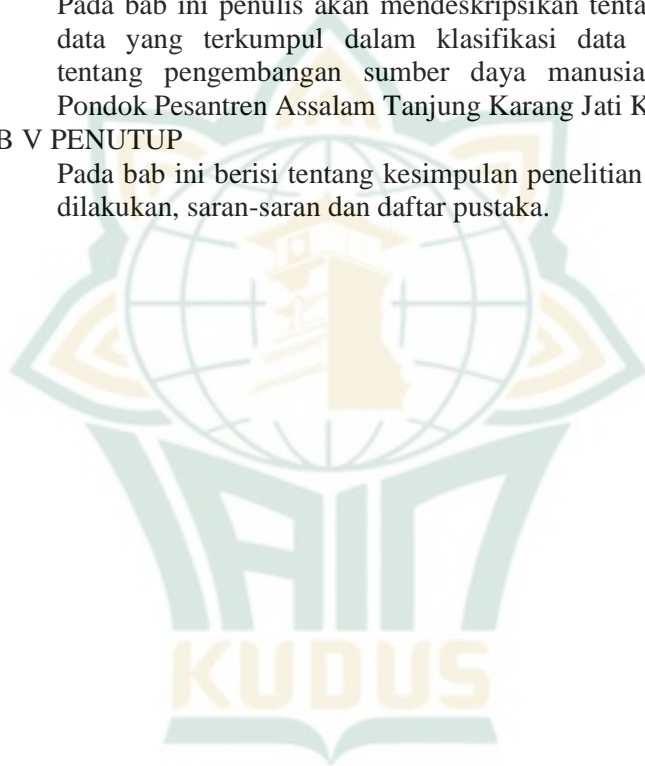 Pada bab ini penulis akan mendeskripsikan tenta
data yang terkumpul dalam klasifikasi data
tentang pengembangan sumber daya manusia
Pondok Pesantren Assalam Tanjung Karang Jati K
B V PENUTUP
Pada bab ini berisi tentang kesimpulan penelitian
dilakukan, saran-saran dan daftar pustaka.
IAIN
KUDUS